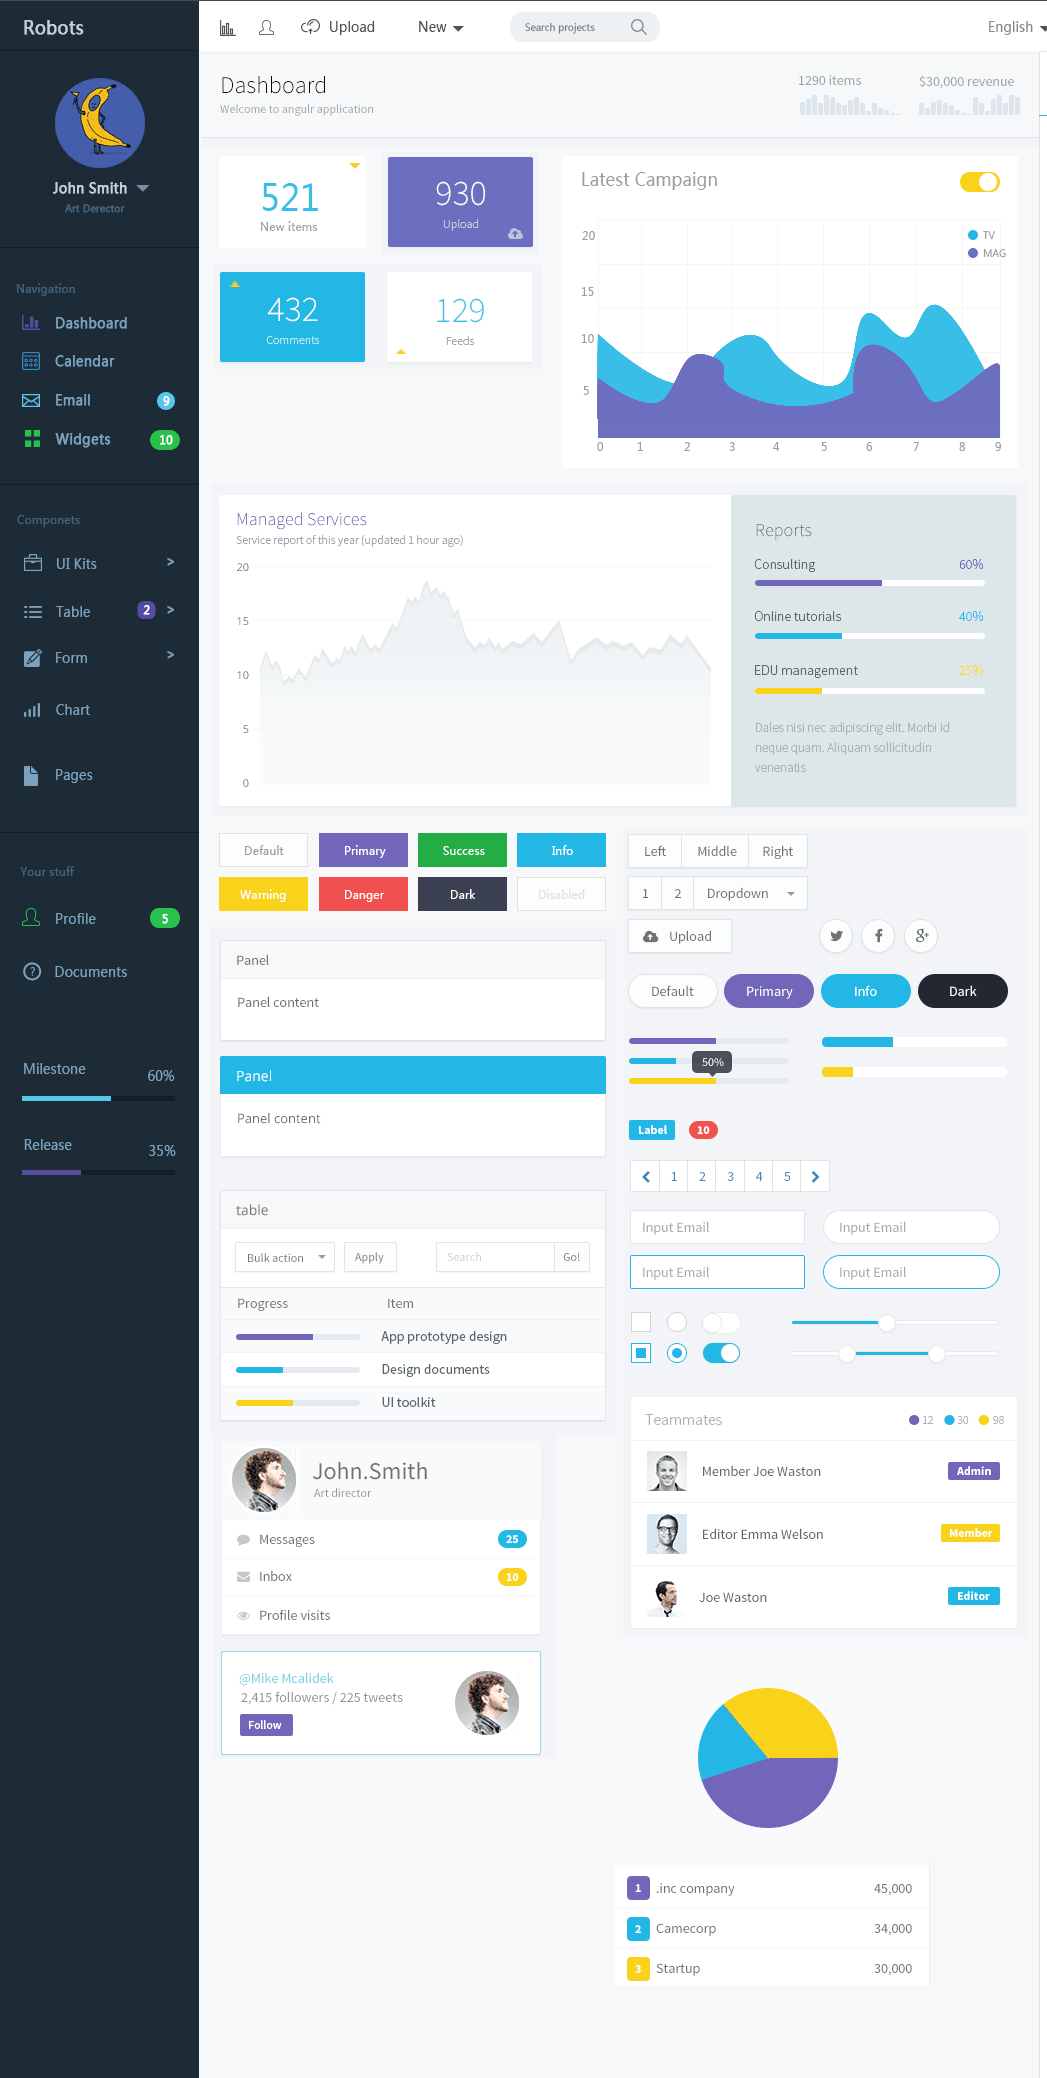 Robots
Upload
New
Search projects
English
John Smith
Art Derector
Navigation
Dashboard
Calendar
Email
9
Widgets
10
Componets
UI Kits
>
Table
2
>
Form
>
Chart
Pages
Your stuff
Profile
5
?
Documents
Milestone
60%
Release
35%
Dashboard
Welcome to angulr application
1290 items
$30,000 revenue
521
New items
930
Upload
432
Comments
129
Feeds
Latest Campaign
TV
MAG
20
15
10
5
0 1 2 3 4 5 6 7 8 9
Managed Services
Service report of this year (updated 1 hour ago)
20
15
10
5
0
Reports
Consulting
60%
Online tutorials
40%
EDU management
25%
Dales nisi nec adipiscing elit. Morbi id
neque quam. Aliquam sollicitudin
venenatis
Default
Primary
Success
Info
Warning
Danger
Dark
Disabled
Panel
Panel content
Panel
Panel content
table
Bulk action
Apply
Search
Go!
Progress
Item
App prototype design
Design documents
UI toolkit
John.Smith
Art director
Messages
25
Inbox
10
Profile visits
@Mike Mcalidek
2,415 followers / 225 tweets
Follow
Left
Middle
Right
1
2
Dropdown
Upload
g+
Default
Primary
Info
Dark
50%
Label
10
1
2
3
4
5
Input Email
Input Email
Input Email
Input Email
Teammates
12
30
98
Member Joe Waston
Admin
Editor Emma Welson
Member
Joe Waston
Editor
1
.inc company
45,000
2
Camecorp
34,000
3
Startup
30,000